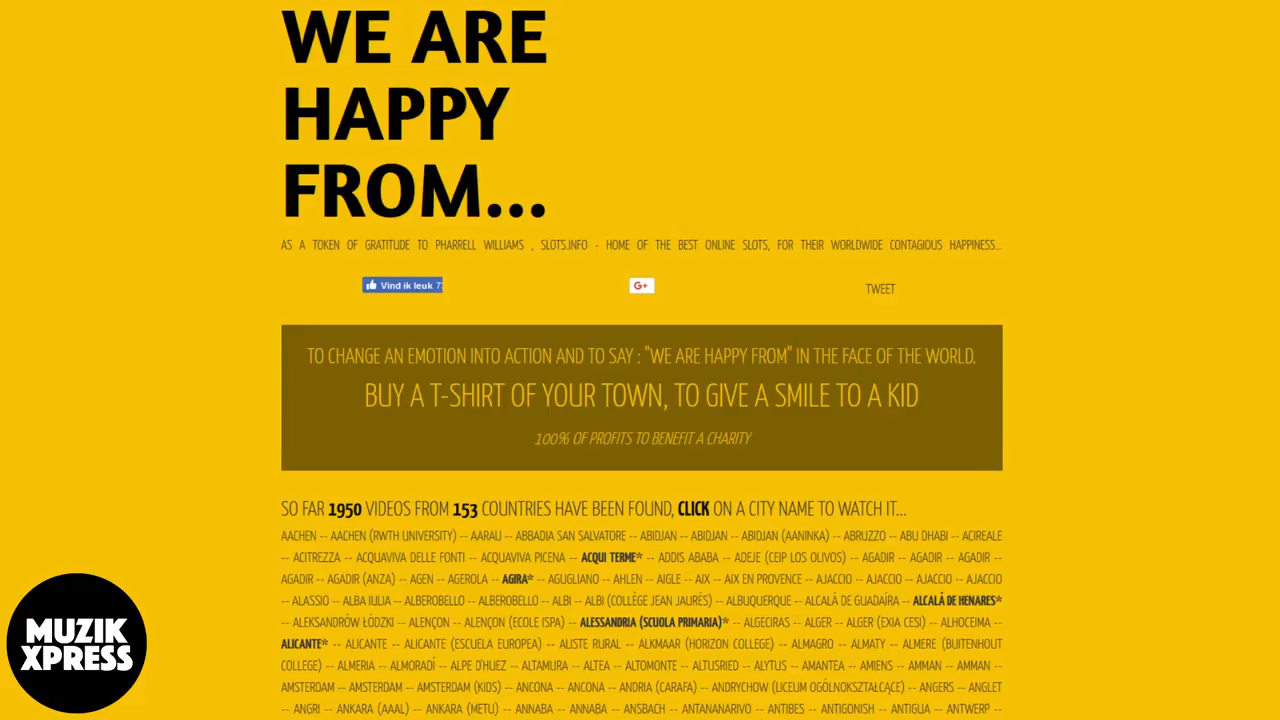 WE ARE
HAPPY
FROM...
AS A TOKEN OF GRATITUDE TO PHARRELL WILLIAMS , SLOTS.INFO - HOME OF THE BEST ONLINE SLOTS, FOR THEIR WORLDWIDE CONTAGIOUS HAPPINESS...
Vind ik leuk 7
G+
TWEET
TO CHANGE AN EMOTION INTO ACTION AND TO SAY : "WE ARE HAPPY FROM" IN THE FACE OF THE WORLD.
BUY A T-SHIRT OF YOUR TOWN, TO GIVE A SMILE TO A KID
100% OF PROFITS TO BENEFIT A CHARITY
SO FAR 1950 VIDEOS FROM 153 COUNTRIES HAVE BEEN FOUND, CLICK ON A CITY NAME TO WATCH IT...
AACHEN -- AACHEN (RWTH UNIVERSITY) -- AARAU -- ABBADIA SAN SALVATORE -- ABIDJAN -- ABIDJAN -- ABIDJAN (AANINKA) -- ABRUZZO -- ABU DHABI -- ACIREALE
-- ACITREZZA -- ACQUAVIVA DELLE FONTI -- ACQUAVIVA PICENA -- ACQUI TERME* -- ADDIS ABABA -- ADEJE (CEIP LOS OLIVOS) -- AGADIR -- AGADIR -- AGADIR --
AGADIR -- AGADIR (ANZA) -- AGEN -- AGEROLA -- AGIRA* -- AGUGLIANO -- AHLEN -- AIGLE -- AIX -- AIX EN PROVENCE -- AJACCIO -- AJACCIO -- AJACCIO -- AJACCIO
-- ALASSIO -- ALBA IULIA -- ALBEROBELLO -- ALBEROBELLO -- ALBI -- ALBI (COLLÈGE JEAN JAURÈS) -- ALBUQUERQUE -- ALCALÁ DE GUADAÍRA -- ALCALÁ DE HENARES*
-- ALEKSANDRÓW ŁÓDZKI -- ALENÇON -- ALENÇON (ECOLE ISPA) -- ALESSANDRIA (SCUOLA PRIMARIA)* -- ALGECIRAS -- ALGER -- ALGER (EXIA CESI) -- ALHOCEIMA --
ALICANTE* -- ALICANTE -- ALICANTE (ESCUELA EUROPEA) -- ALISTE RURAL -- ALKMAAR (HORIZON COLLEGE) -- ALMAGRO -- ALMATY -- ALMERE (BUITENHOUT
COLLEGE) -- ALMERIA -- ALMORADÍ -- ALPE D'HUEZ -- ALTAMURA -- ALTEA -- ALTOMONTE -- ALTUSRIED -- ALYTUS -- AMANTEA -- AMIENS -- AMMAN -- AMMAN --
AMSTERDAM -- AMSTERDAM -- AMSTERDAM (KIDS) -- ANCONA -- ANCONA -- ANDRIA (CARAFA) -- ANDRYCHOW (LICEUM OGÓLNOKSZTAŁCĄCE) -- ANGERS -- ANGLET
-- ANGRI -- ANKARA (AAAL) -- ANKARA (METU) -- ANNABA -- ANNABA -- ANSBACH -- ANTANANARIVO -- ANTIBES -- ANTIGONISH -- ANTIGUA -- ANTWERP --
MUZIK
XPRESS